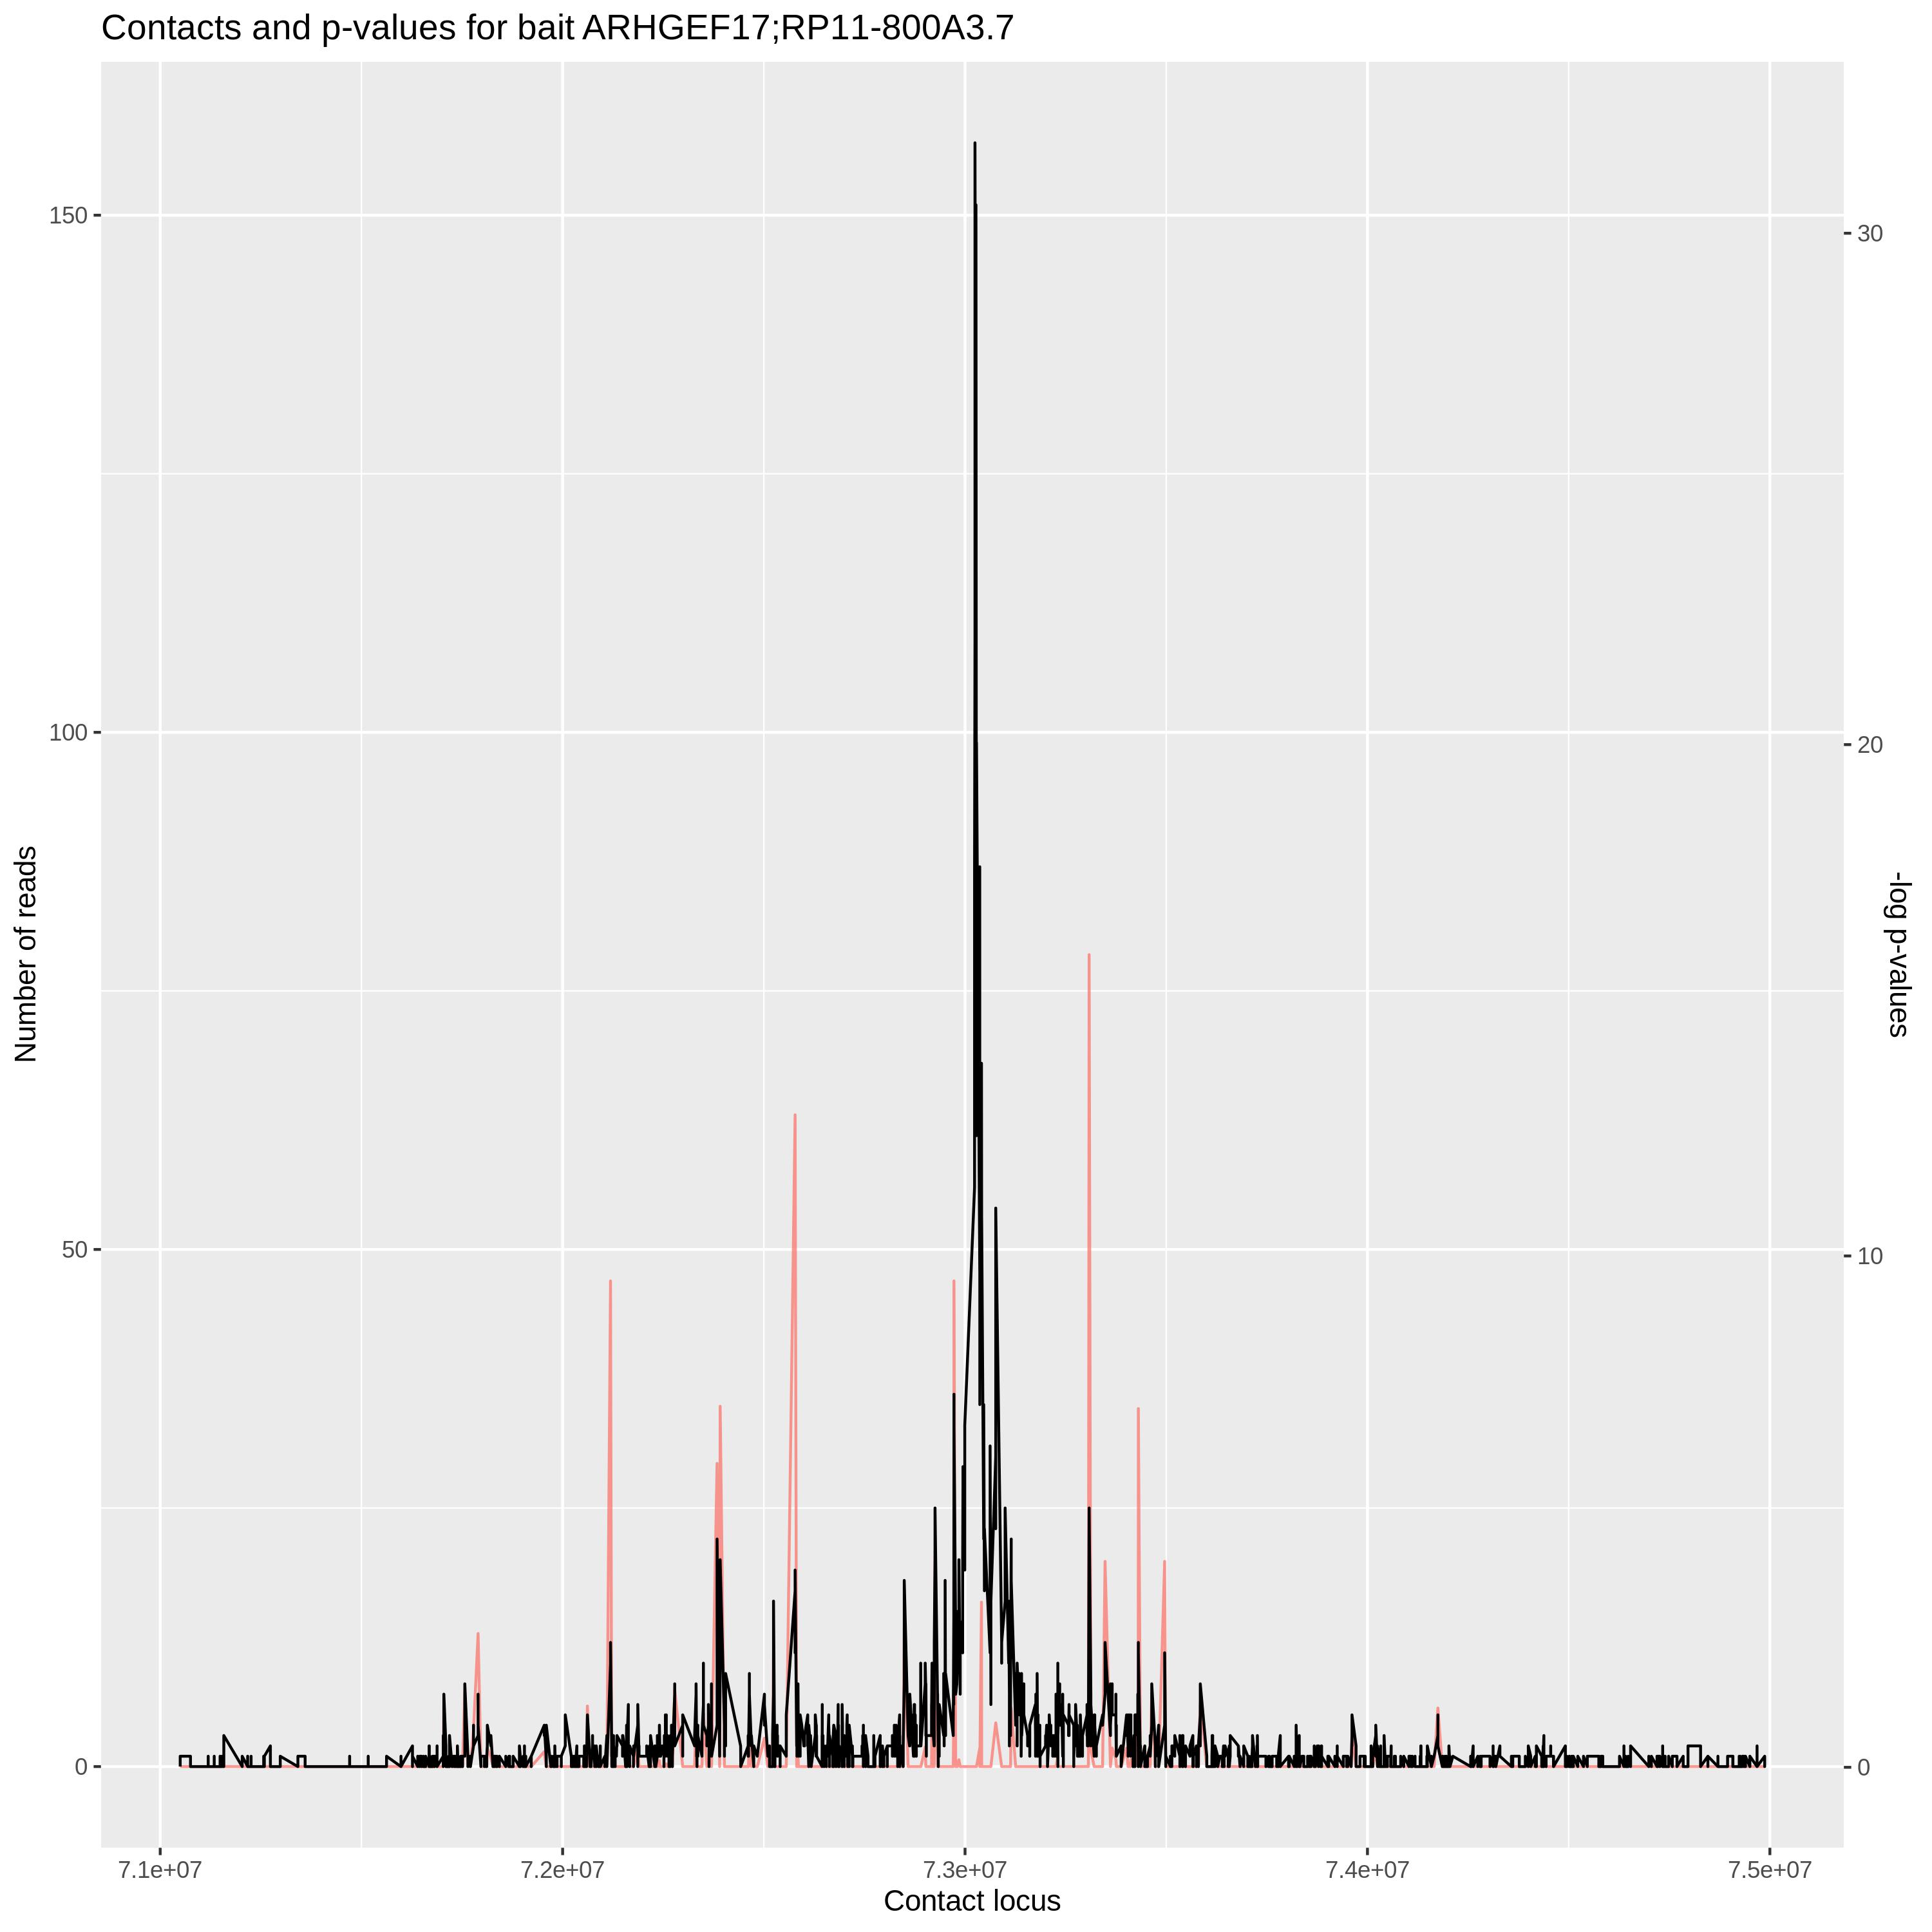 Contacts and p-values for bait ARHGEF17;RP11-800A3.7
150
100
50
0
30
20
10
0
Number of reads
-log p-values
7.1e+07 7.2e+07 7.3e+07 7.4e+07 7.5e+07
Contact locus